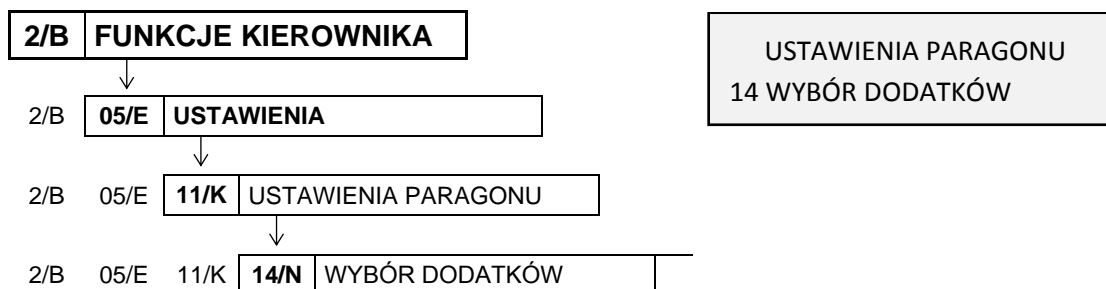 2/B FUNKCJE KIEROWNIKA
2/B 05/E USTAWIENIA
2/B 05/E 11/K USTAWIENIA PARAGONU
2/B 05/E 11/K 14/N WYBÓR DODATKÓW
USTAWIENIA PARAGONU
14 WYBÓR DODATKÓW